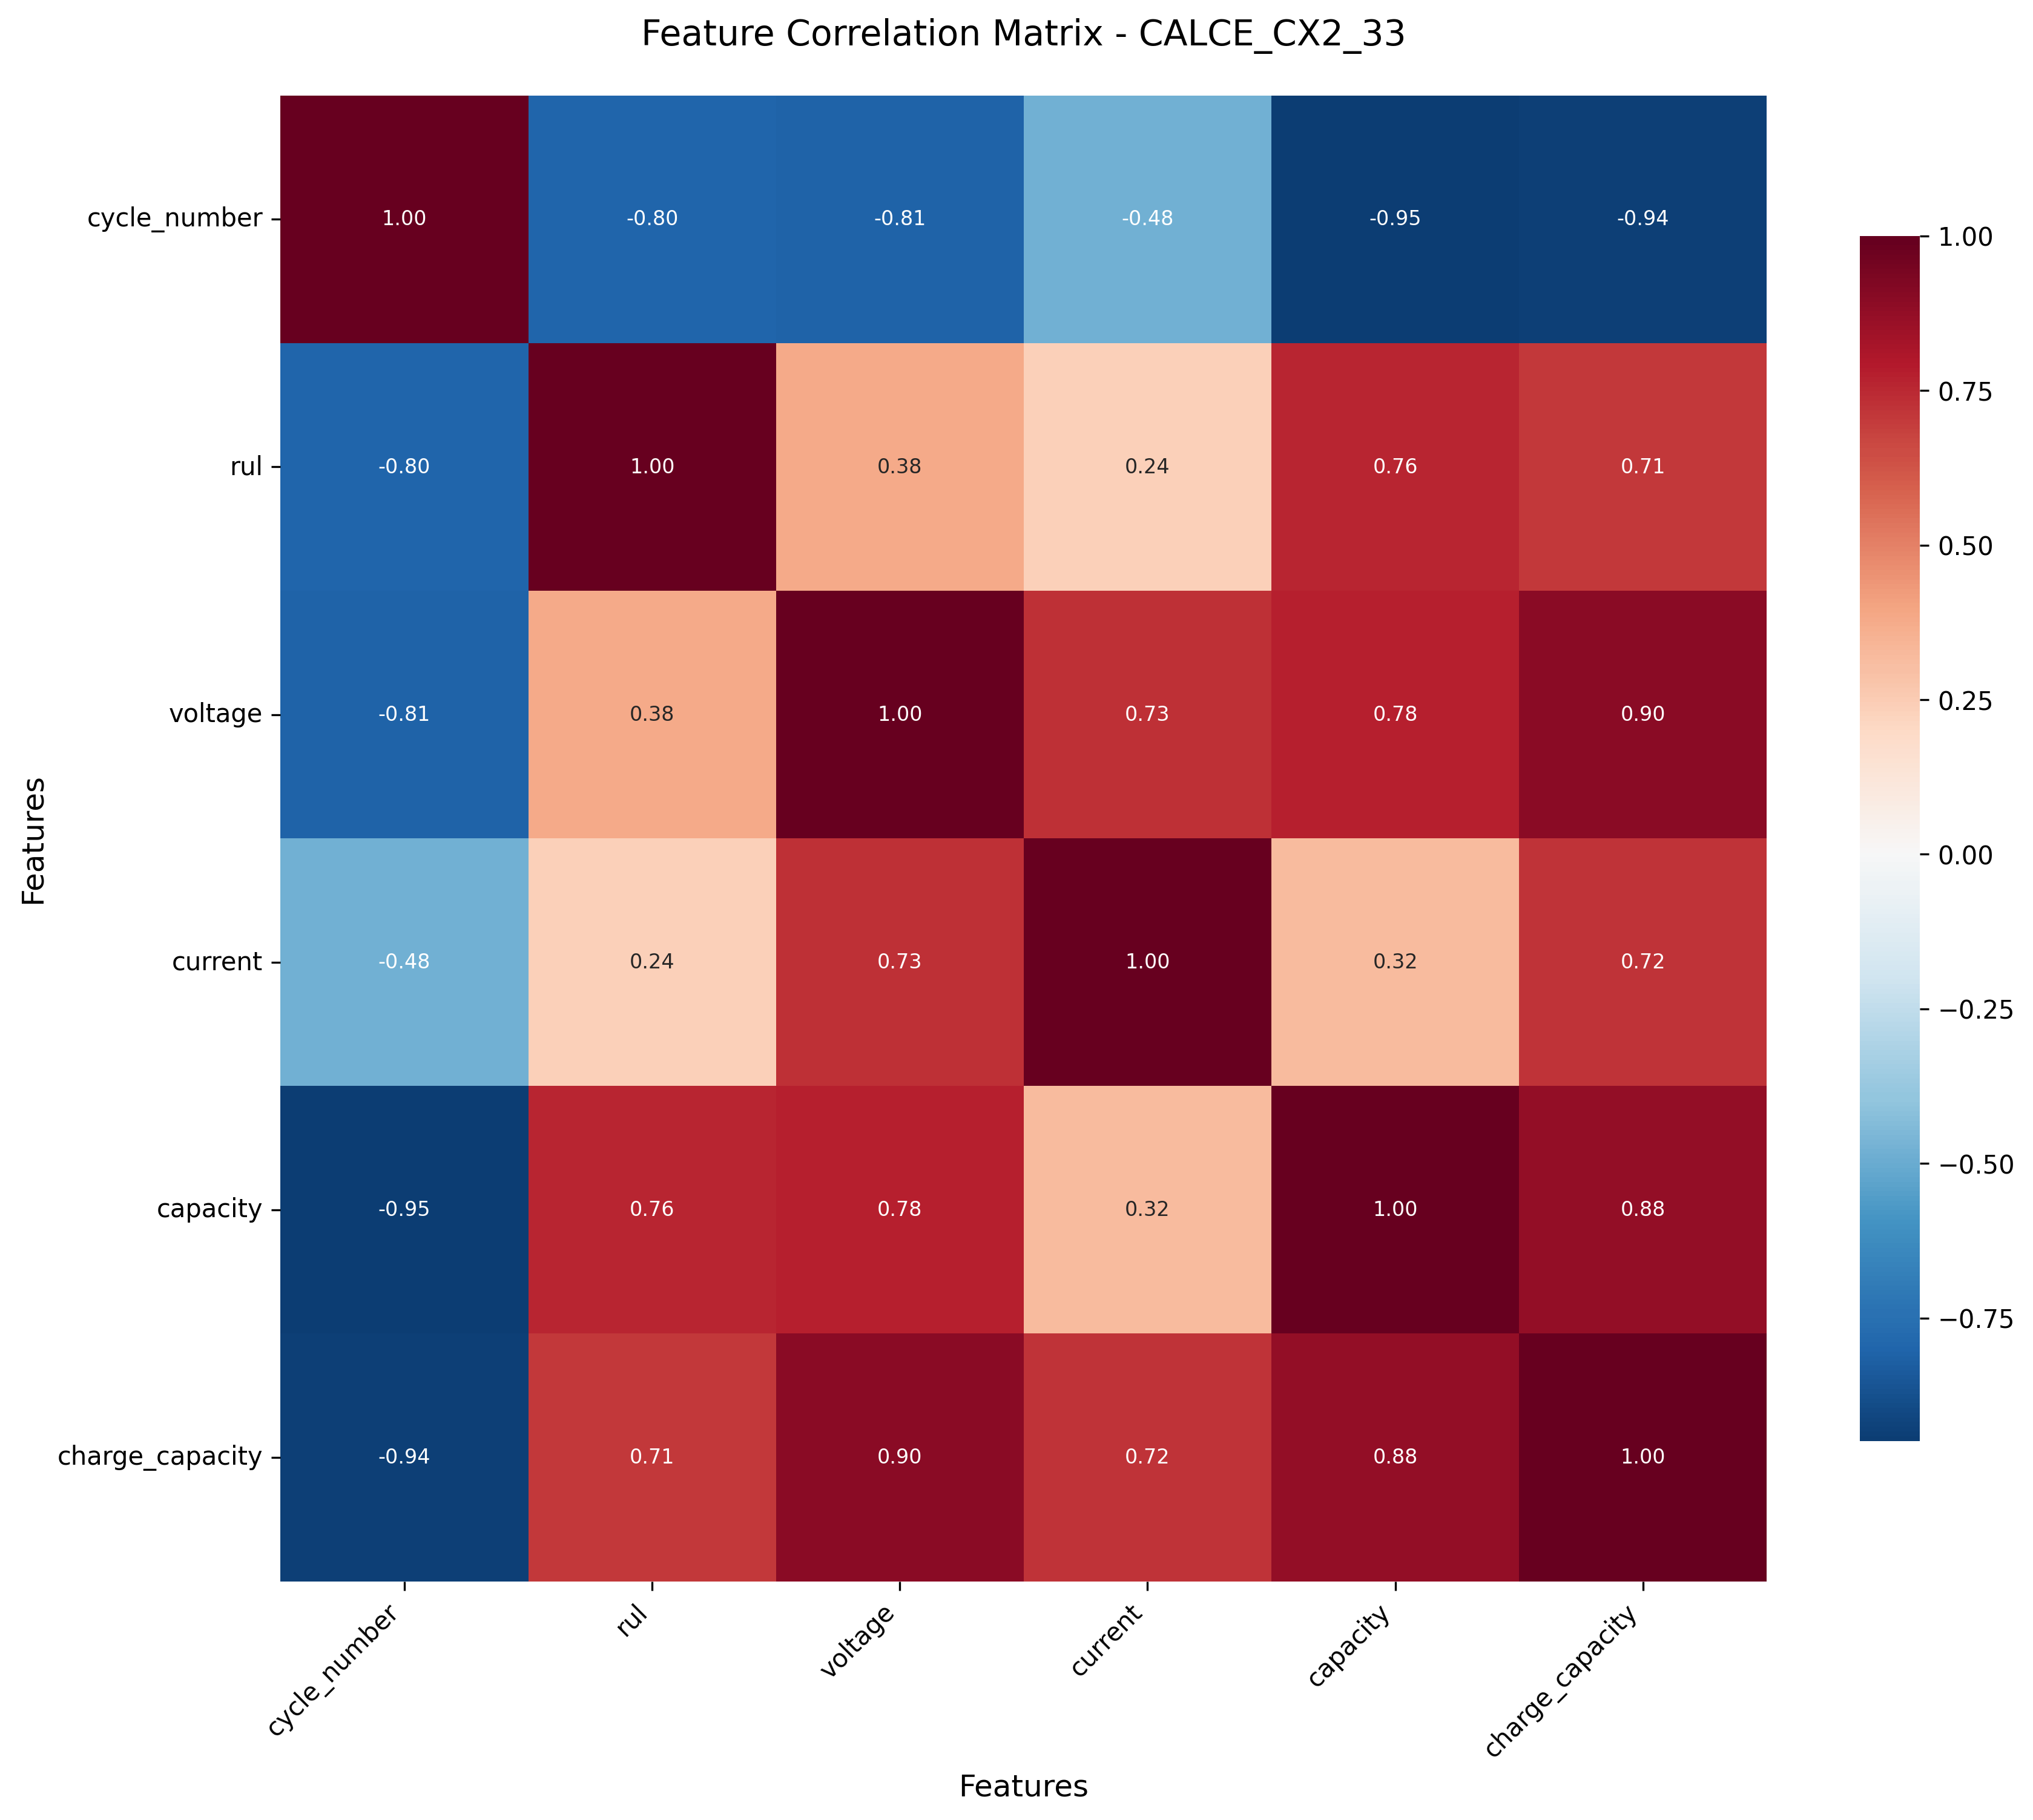 Feature Correlation Matrix - CALCE_CX2_33
Features
cycle_number 1.00 -0.80 -0.81 -0.48 -0.95 -0.94
rul -0.80 1.00 0.38 0.24 0.76 0.71
voltage -0.81 0.38 1.00 0.73 0.78 0.90
current -0.48 0.24 0.73 1.00 0.32 0.72
capacity -0.95 0.76 0.78 0.32 1.00 0.88
charge_capacity -0.94 0.71 0.90 0.72 0.88 1.00
cycle_number rul voltage current capacity charge_capacity
Features
1.00
0.75
0.50
0.25
0.00
−0.25
−0.50
−0.75